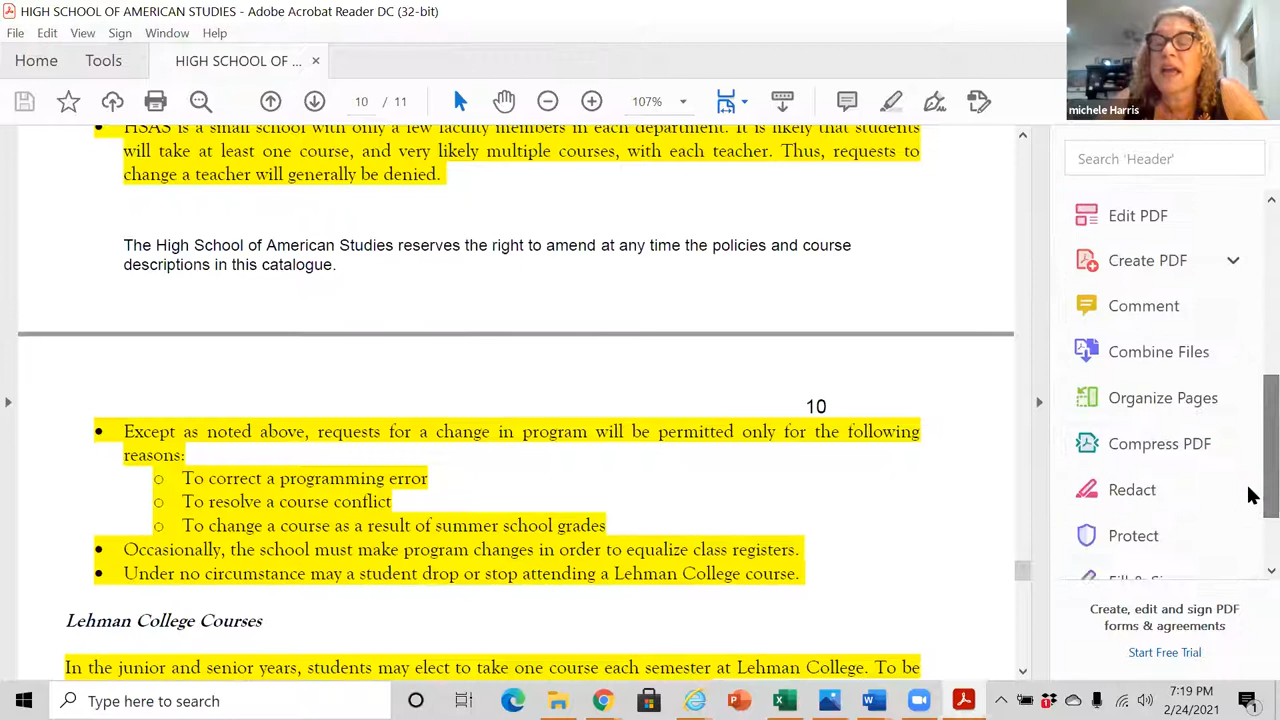 HIGH SCHOOL OF AMERICAN STUDIES - Adobe Acrobat Reader DC (32-bit)
File Edit View Sign Window Help
Home Tools HIGH SCHOOL OF ... ×
10 / 11 107%
michele Harris
Search 'Header'
HSAS is a small school with only a few faculty members in each department. It is likely that students
will take at least one course, and very likely multiple courses, with each teacher. Thus, requests to
change a teacher will generally be denied.
The High School of American Studies reserves the right to amend at any time the policies and course
descriptions in this catalogue.
10
• Except as noted above, requests for a change in program will be permitted only for the following
reasons:
○ To correct a programming error
○ To resolve a course conflict
○ To change a course as a result of summer school grades
• Occasionally, the school must make program changes in order to equalize class registers.
• Under no circumstance may a student drop or stop attending a Lehman College course.
Lehman College Courses
In the junior and senior years, students may elect to take one course each semester at Lehman College. To be
Edit PDF
Create PDF
Comment
Combine Files
Organize Pages
Compress PDF
Redact
Protect
Create, edit and sign PDF
forms & agreements
Start Free Trial
Type here to search
7:19 PM
2/24/2021